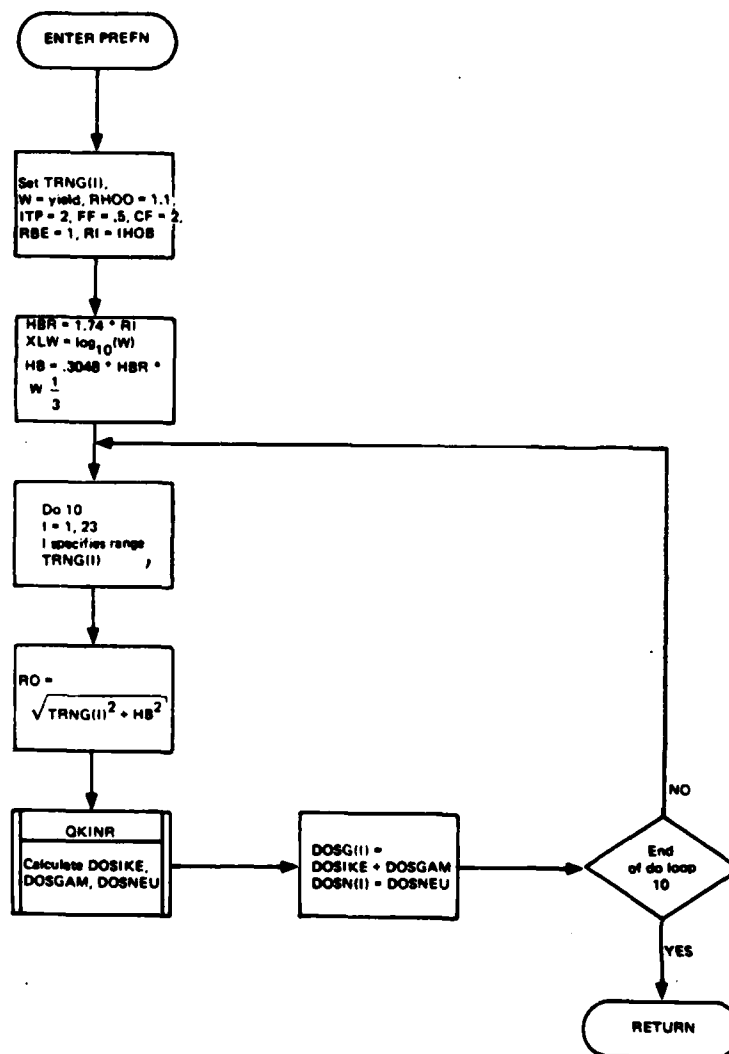 ENTER PREFN
Set TRNG(I),
W = yield, RHOO = 1.1,
ITP = 2, FF = .5, CF = 2,
RBE = 1, RI = IHOB
HBR = 1.74 * RI
XLW = log10(W)
HB = .3048 * HBR *
W 1/3
Do 10
I = 1, 23
I specifies range
TRNG(I) ,
RO =
√TRNG(I)² + HB²
QKINR
Calculate DOSIKE,
DOSGAM, DOSNEU
DOSG(I) =
DOSIKE + DOSGAM
DOSN(I) = DOSNEU
NO
End
of do loop
10
YES
RETURN